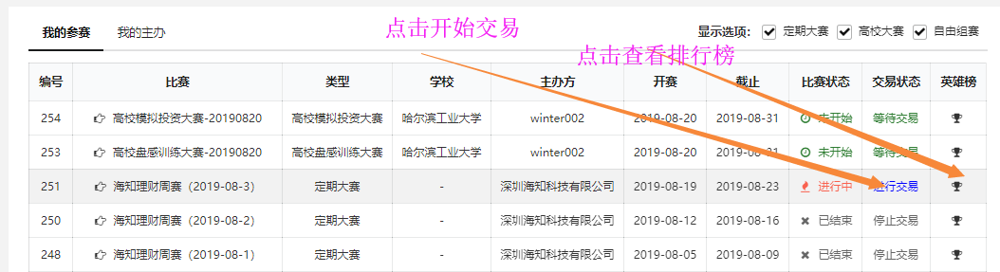 我的参赛 我的主办 点击开始交易 显示选项： 定期大赛 高校大赛 自由组赛
点击查看排行榜
编号 比赛 类型 学校 主办方 开赛 截止 比赛状态 交易状态 英雄榜
254 高校模拟投资大赛-20190820 高校模拟投资大赛 哈尔滨工业大学 winter002 2019-08-20 2019-08-31 未开始 等待交易
253 高校盘感训练大赛-20190820 高校盘感训练大赛 哈尔滨工业大学 winter002 2019-08-20 2019-08-31 未开始 等待交易
251 海知理财周赛（2019-08-3） 定期大赛 - 深圳海知科技有限公司 2019-08-19 2019-08-23 进行中 进行交易
250 海知理财周赛（2019-08-2） 定期大赛 - 深圳海知科技有限公司 2019-08-12 2019-08-16 已结束 停止交易
248 海知理财周赛（2019-08-1） 定期大赛 - 深圳海知科技有限公司 2019-08-05 2019-08-09 已结束 停止交易